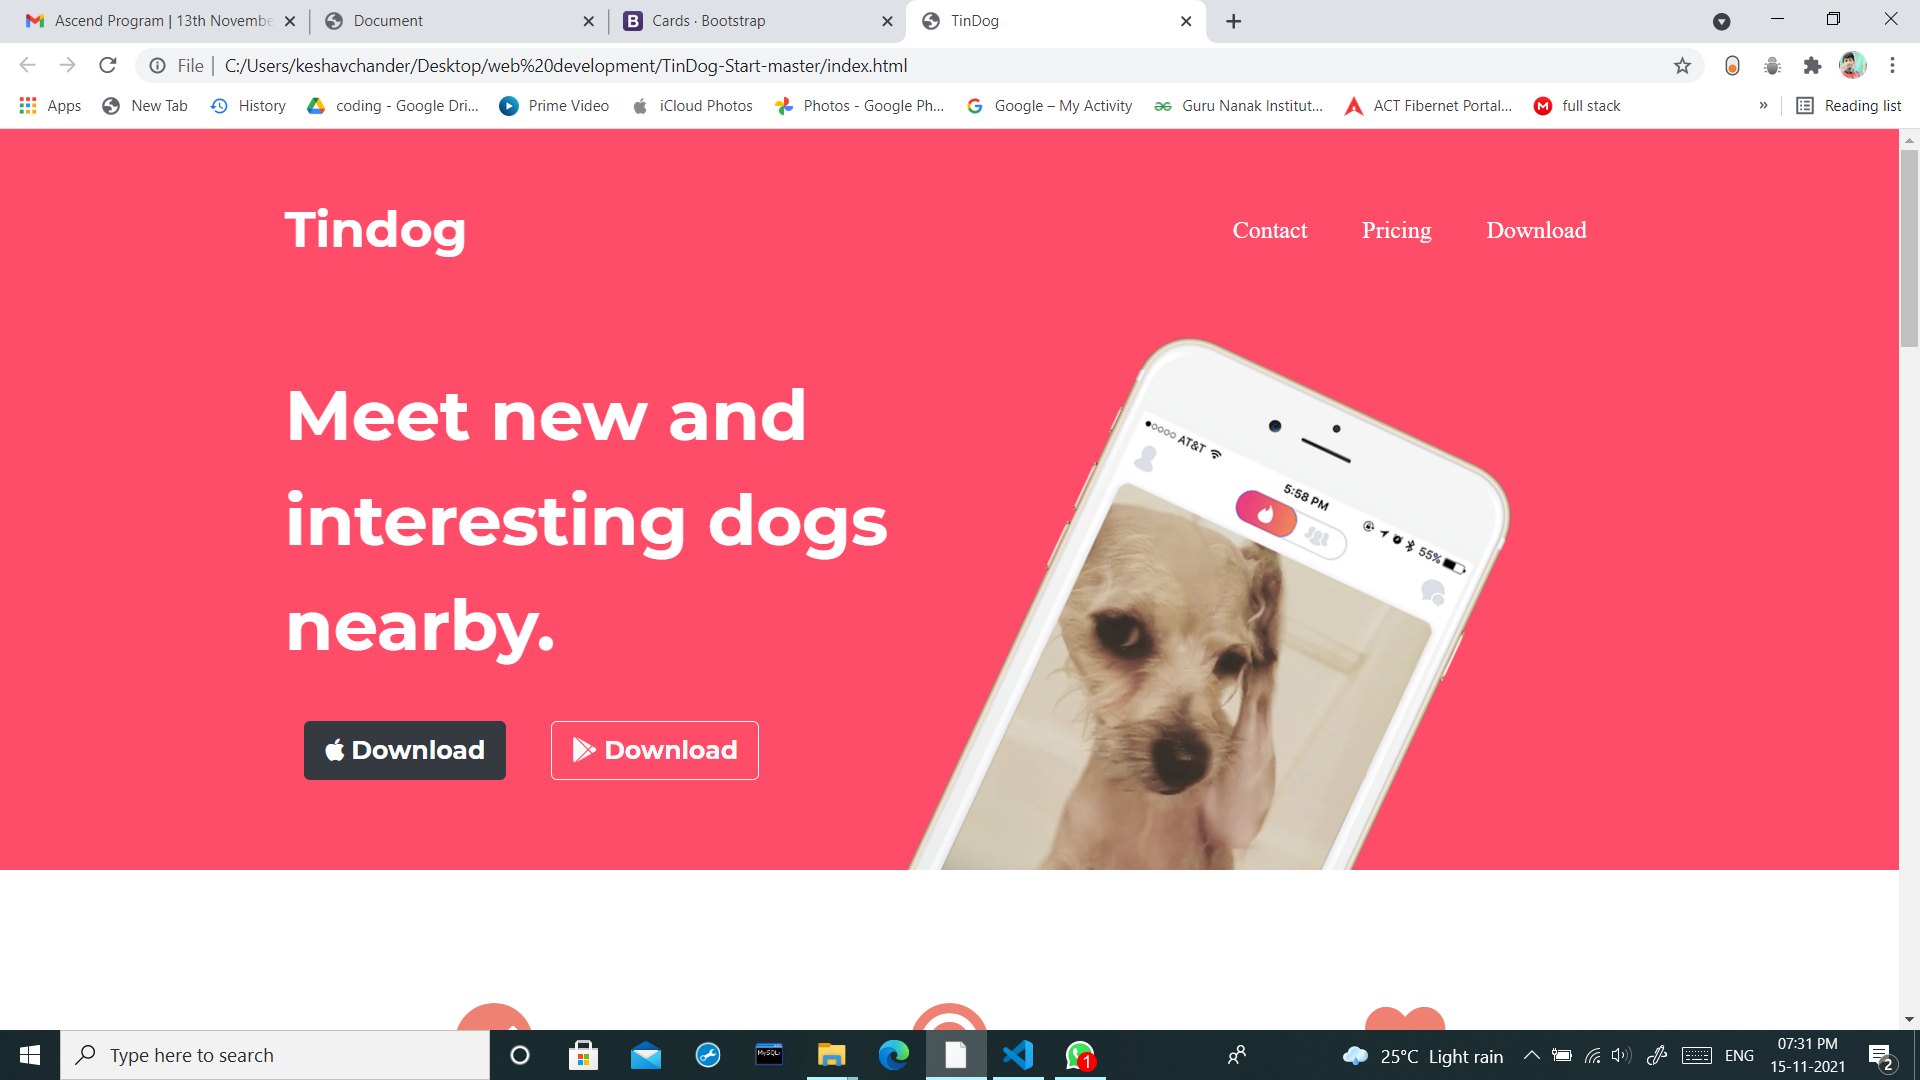 Ascend Program | 13th Novembe
Document
Cards · Bootstrap
TinDog
File
C:/Users/keshavchander/Desktop/web%20development/TinDog-Start-master/index.html
Apps
New Tab
History
coding - Google Dri...
Prime Video
iCloud Photos
Photos - Google Ph...
Google – My Activity
Guru Nanak Institut...
ACT Fibernet Portal...
full stack
»
Reading list
Tindog
Contact
Pricing
Download
Meet new and
interesting dogs
nearby.
Download
Download
AT&T
5:58 PM
55%
MySQL
Type here to search
1
25°C Light rain
ENG
07:31 PM
15-11-2021
2